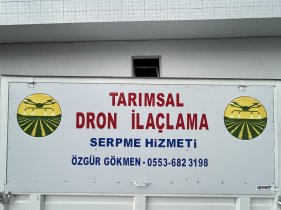 TARIMSAL
DRON İLAÇLAMA
SERPME HİZMETİ
ÖZGÜR GÖKMEN - 0553-682 3198